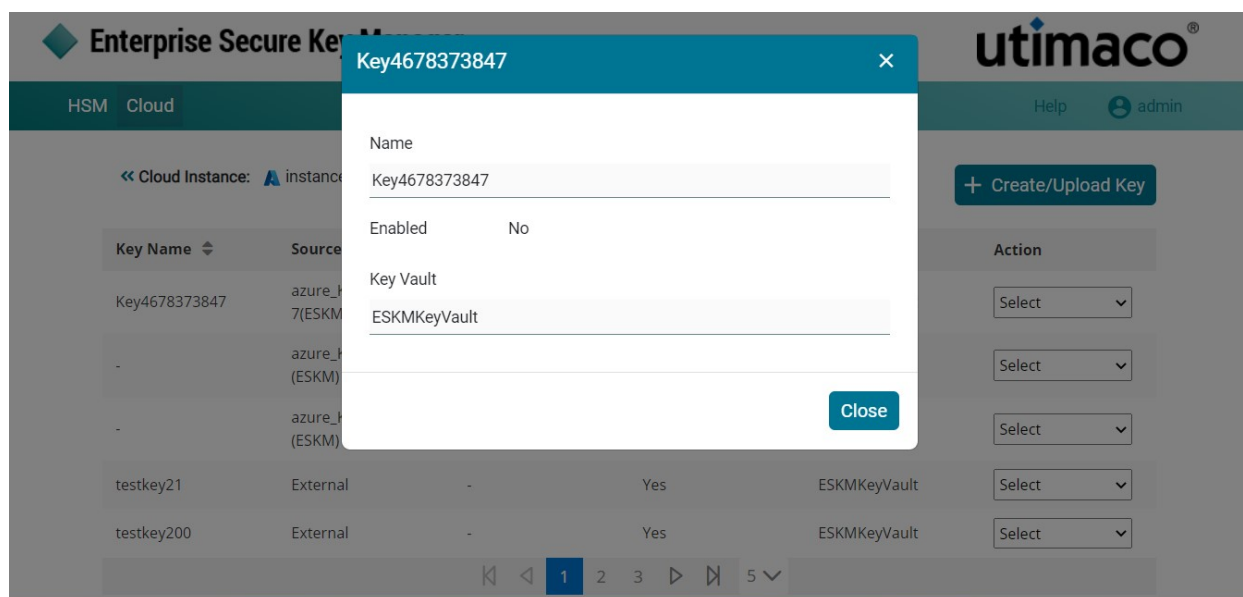 Enterprise Secure Key Manager
utimaco®
Key4678373847
HSM Cloud
Help admin
Name
Key4678373847
Cloud Instance: instance
+ Create/Upload Key
Enabled No
Key Name Source Action
Key Vault
ESKMKeyVault
Key4678373847 azure_
7(ESKM Select
- azure_
(ESKM) Select
- azure_
(ESKM) Select
Close
testkey21 External - Yes ESKMKeyVault Select
testkey200 External - Yes ESKMKeyVault Select
1 2 3 5